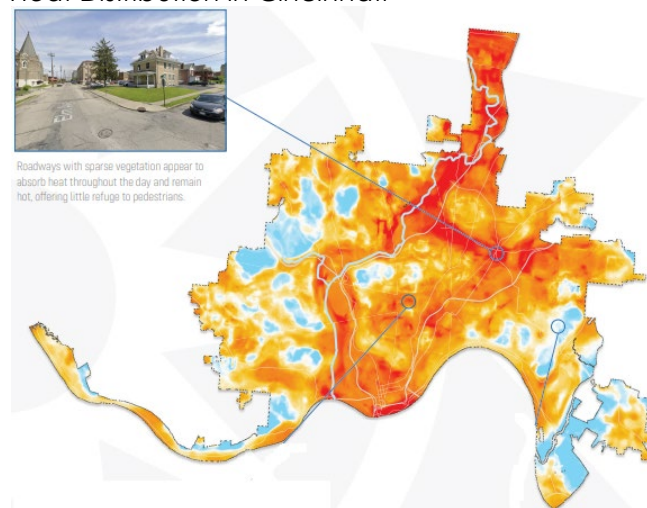 Heat Distribution in Cincinnati
Roadways with sparse vegetation appear to
absorb heat throughout the day and remain
hot, offering little refuge to pedestrians.